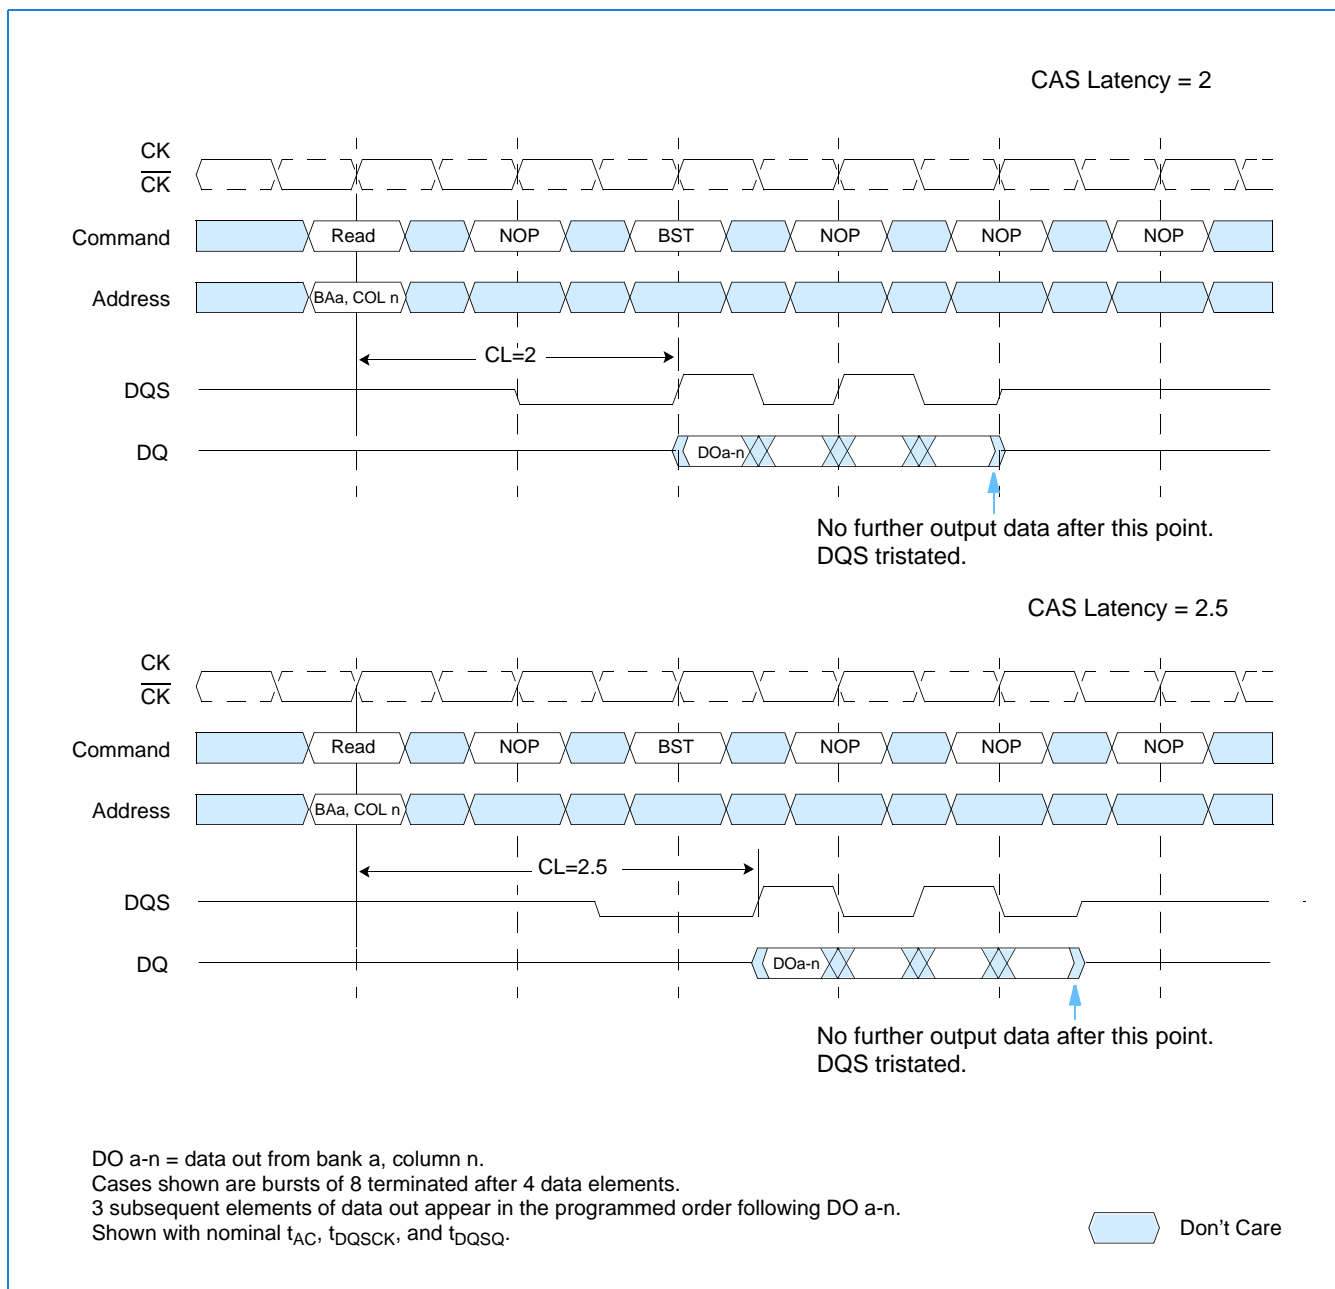 CAS Latency = 2
CK
CK
Command
Read
NOP
BST
NOP
NOP
NOP
Address
BAa, COL n
CL=2
DQS
DQ
DOa-n
No further output data after this point.
DQS tristated.
CAS Latency = 2.5
CK
CK
Command
Read
NOP
BST
NOP
NOP
NOP
Address
BAa, COL n
CL=2.5
DQS
DQ
DOa-n
No further output data after this point.
DQS tristated.
DO a-n = data out from bank a, column n.
Cases shown are bursts of 8 terminated after 4 data elements.
3 subsequent elements of data out appear in the programmed order following DO a-n.
Shown with nominal tAC, tDQSCK, and tDQSQ.
Don't Care